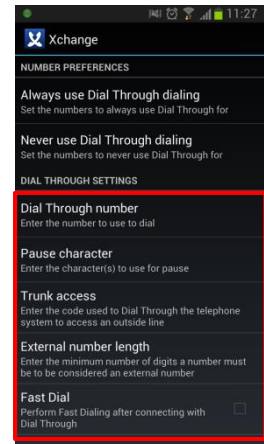 11:27
Xchange
NUMBER PREFERENCES
Always use Dial Through dialing
Set the numbers to always use Dial Through for
Never use Dial Through dialing
Set the numbers to never use Dial Through for
DIAL THROUGH SETTINGS
Dial Through number
Enter the number to use to dial
Pause character
Enter the character(s) to use for pause
Trunk access
Enter the code used to Dial Through the telephone
system to access an outside line
External number length
Enter the minimum number of digits a number must
be to be considered an external number
Fast Dial
Perform Fast Dialing after connecting with
Dial Through